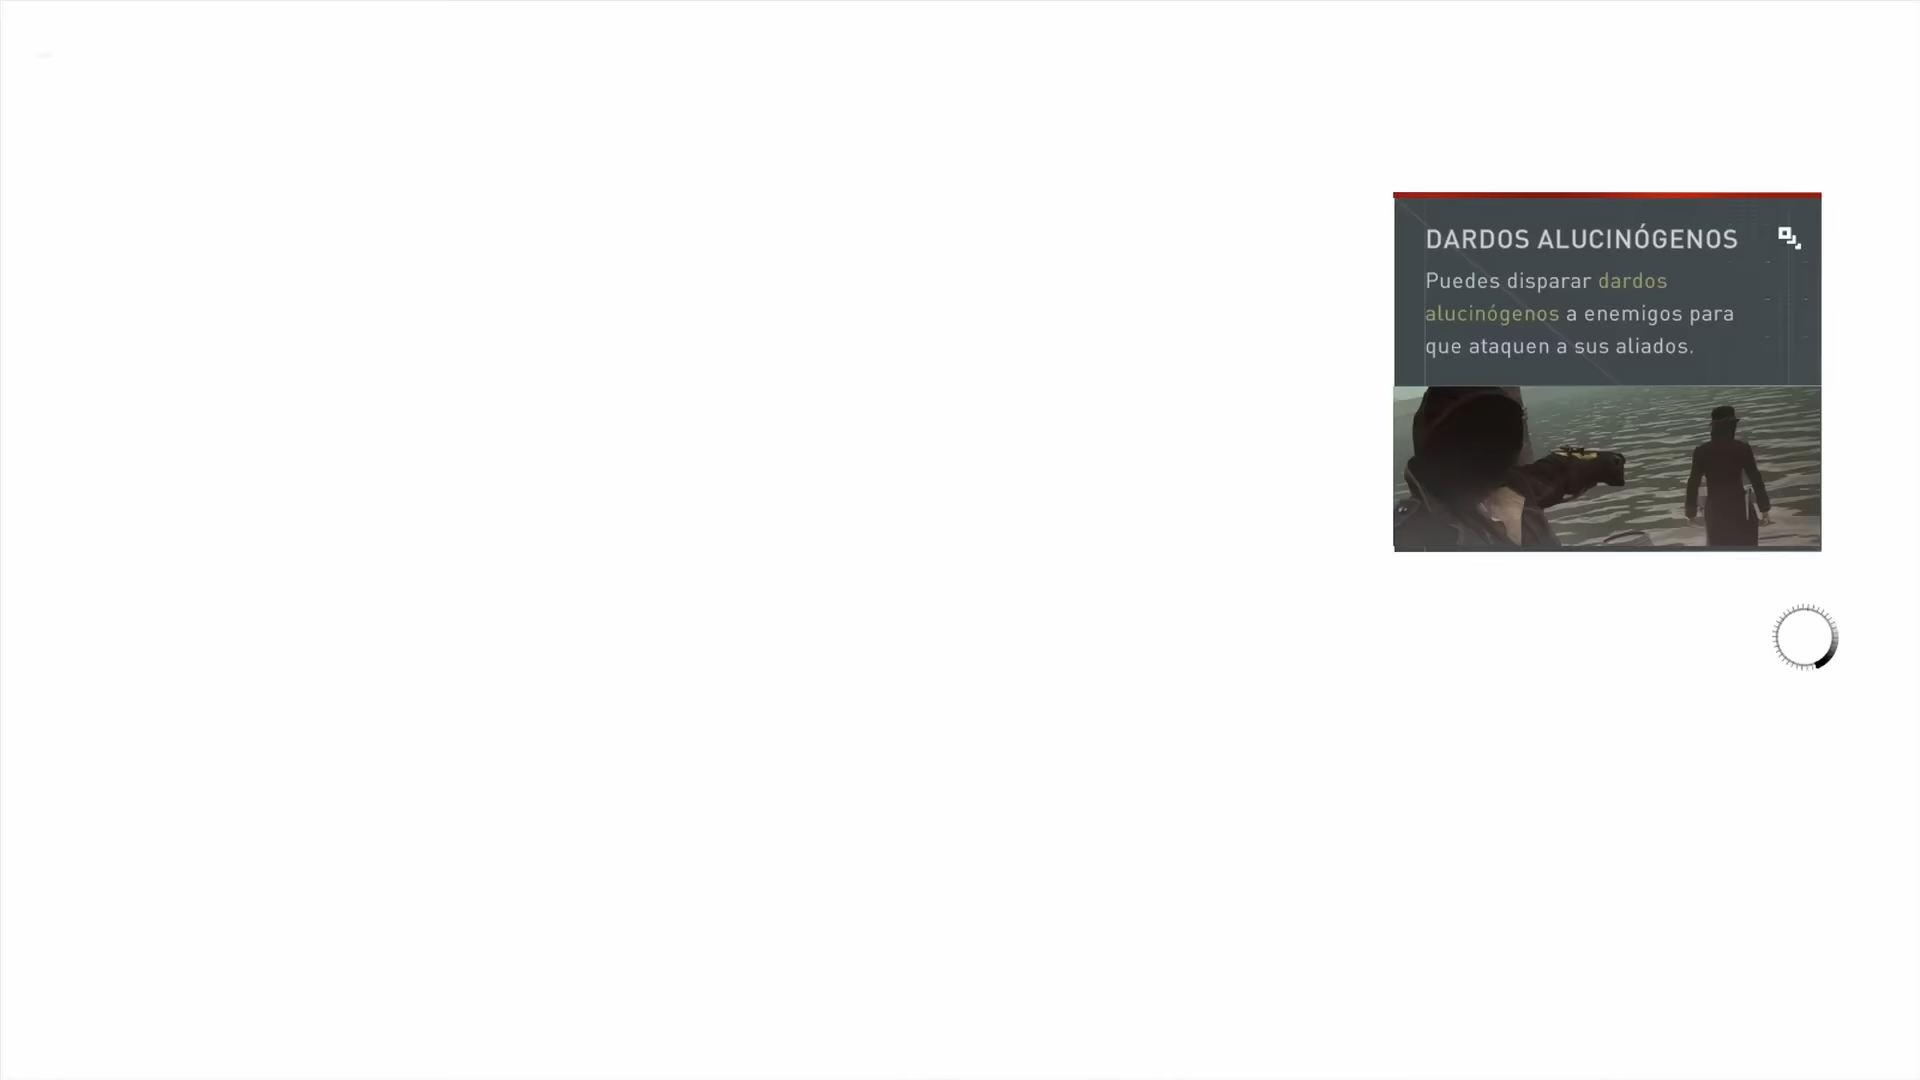 DARDOS ALUCINÓGENOS
Puedes disparar dardos
alucinógenos a enemigos para
que ataquen a sus aliados.